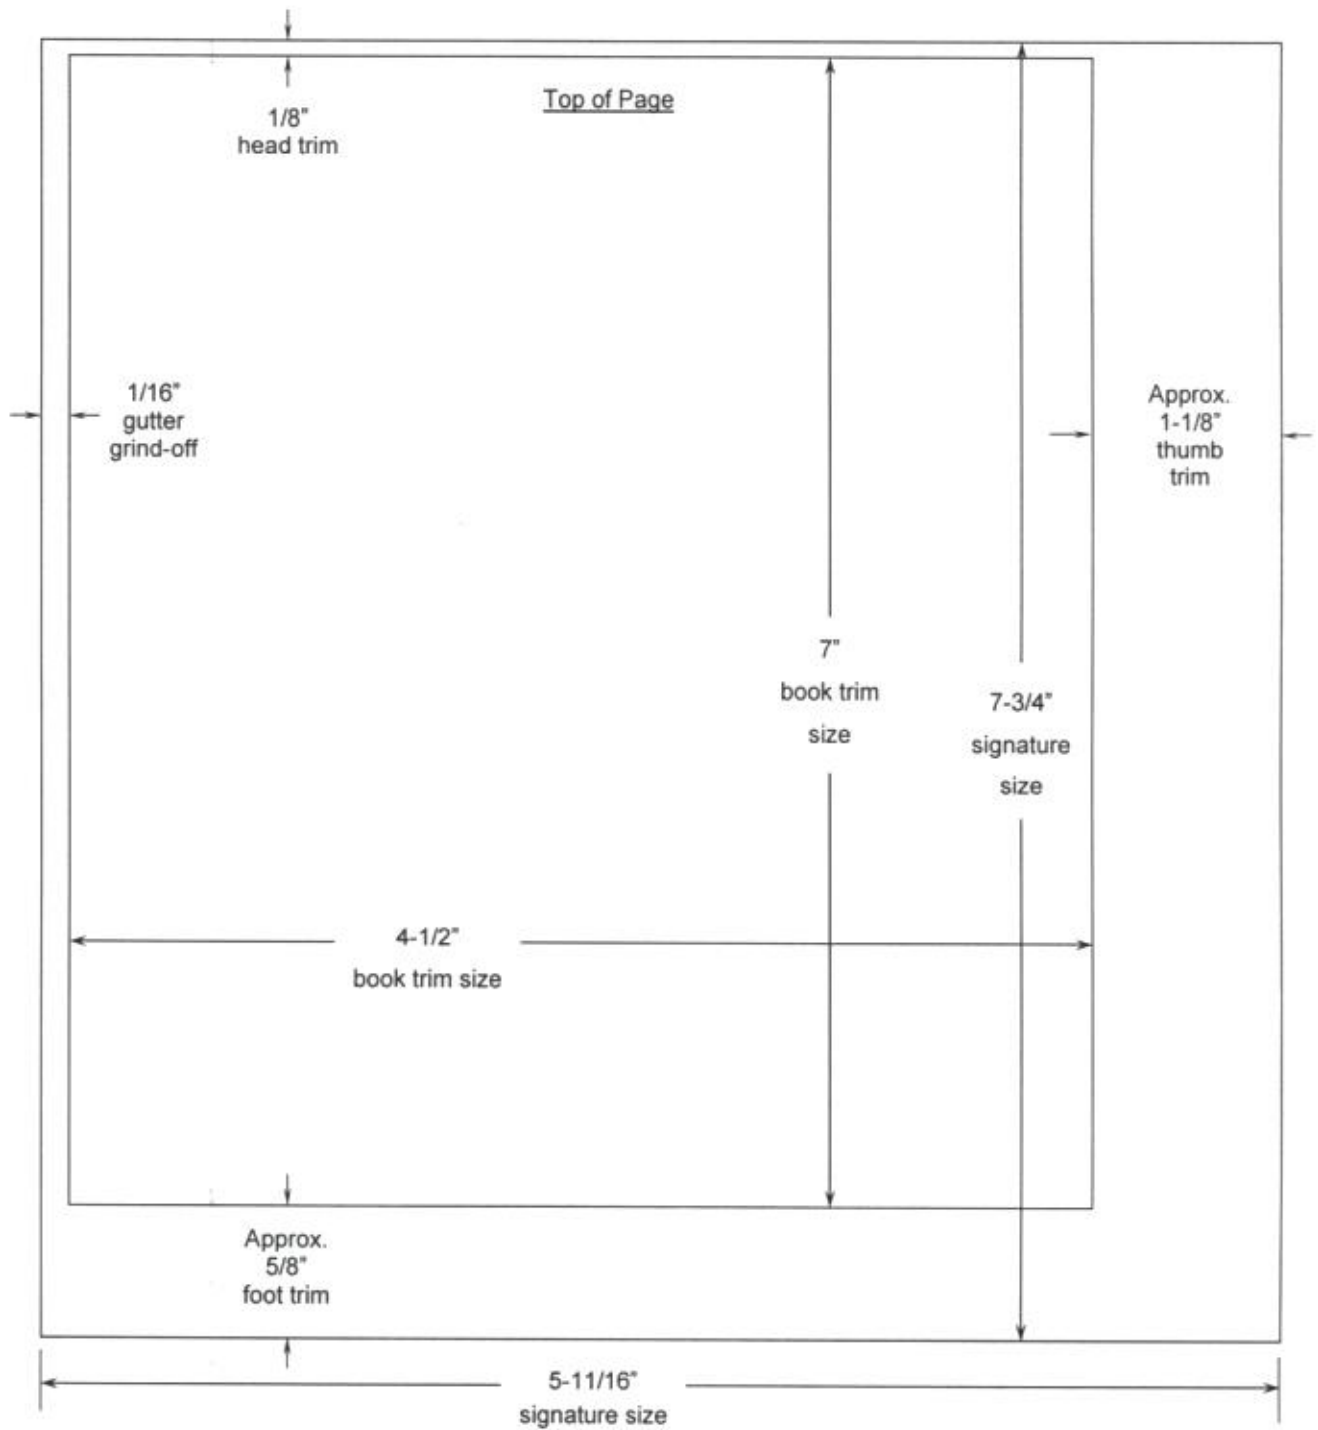 Top of Page
1/8”
head trim
1/16”
gutter
grind-off
Approx.
1-1/8”
thumb
trim
7”
book trim
size
7-3/4”
signature
size
4-1/2”
book trim size
Approx.
5/8”
foot trim
5-11/16”
signature size